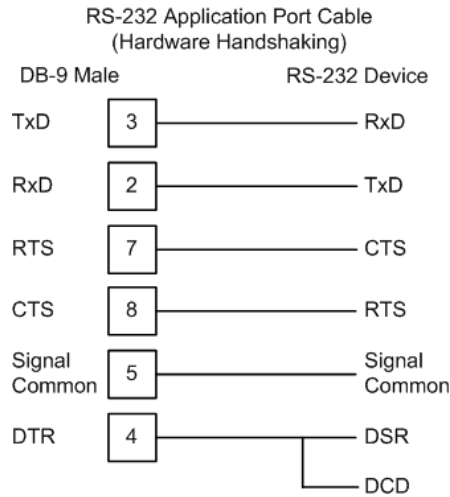 RS-232 Application Port Cable
(Hardware Handshaking)
DB-9 Male RS-232 Device
TxD 3 RxD
RxD 2 TxD
RTS 7 CTS
CTS 8 RTS
Signal Common 5 Signal Common
DTR 4 DSR
DCD